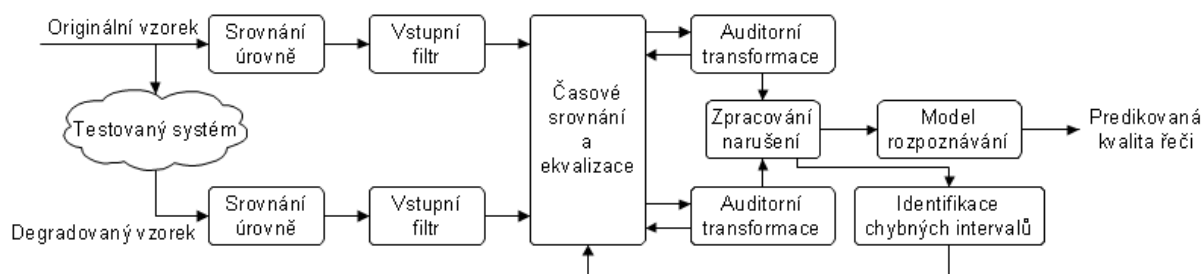 Originální vzorek
Srovnání
úrovně
Vstupní
filtr
Časové
srovnání
a
ekvalizace
Auditorní
transformace
Testovaný systém
Zpracování
narušení
Model
rozpoznávání
Predikovaná
kvalita řeči
Degradovaný vzorek
Srovnání
úrovně
Vstupní
filtr
Auditorní
transformace
Identifikace
chybných intervalů